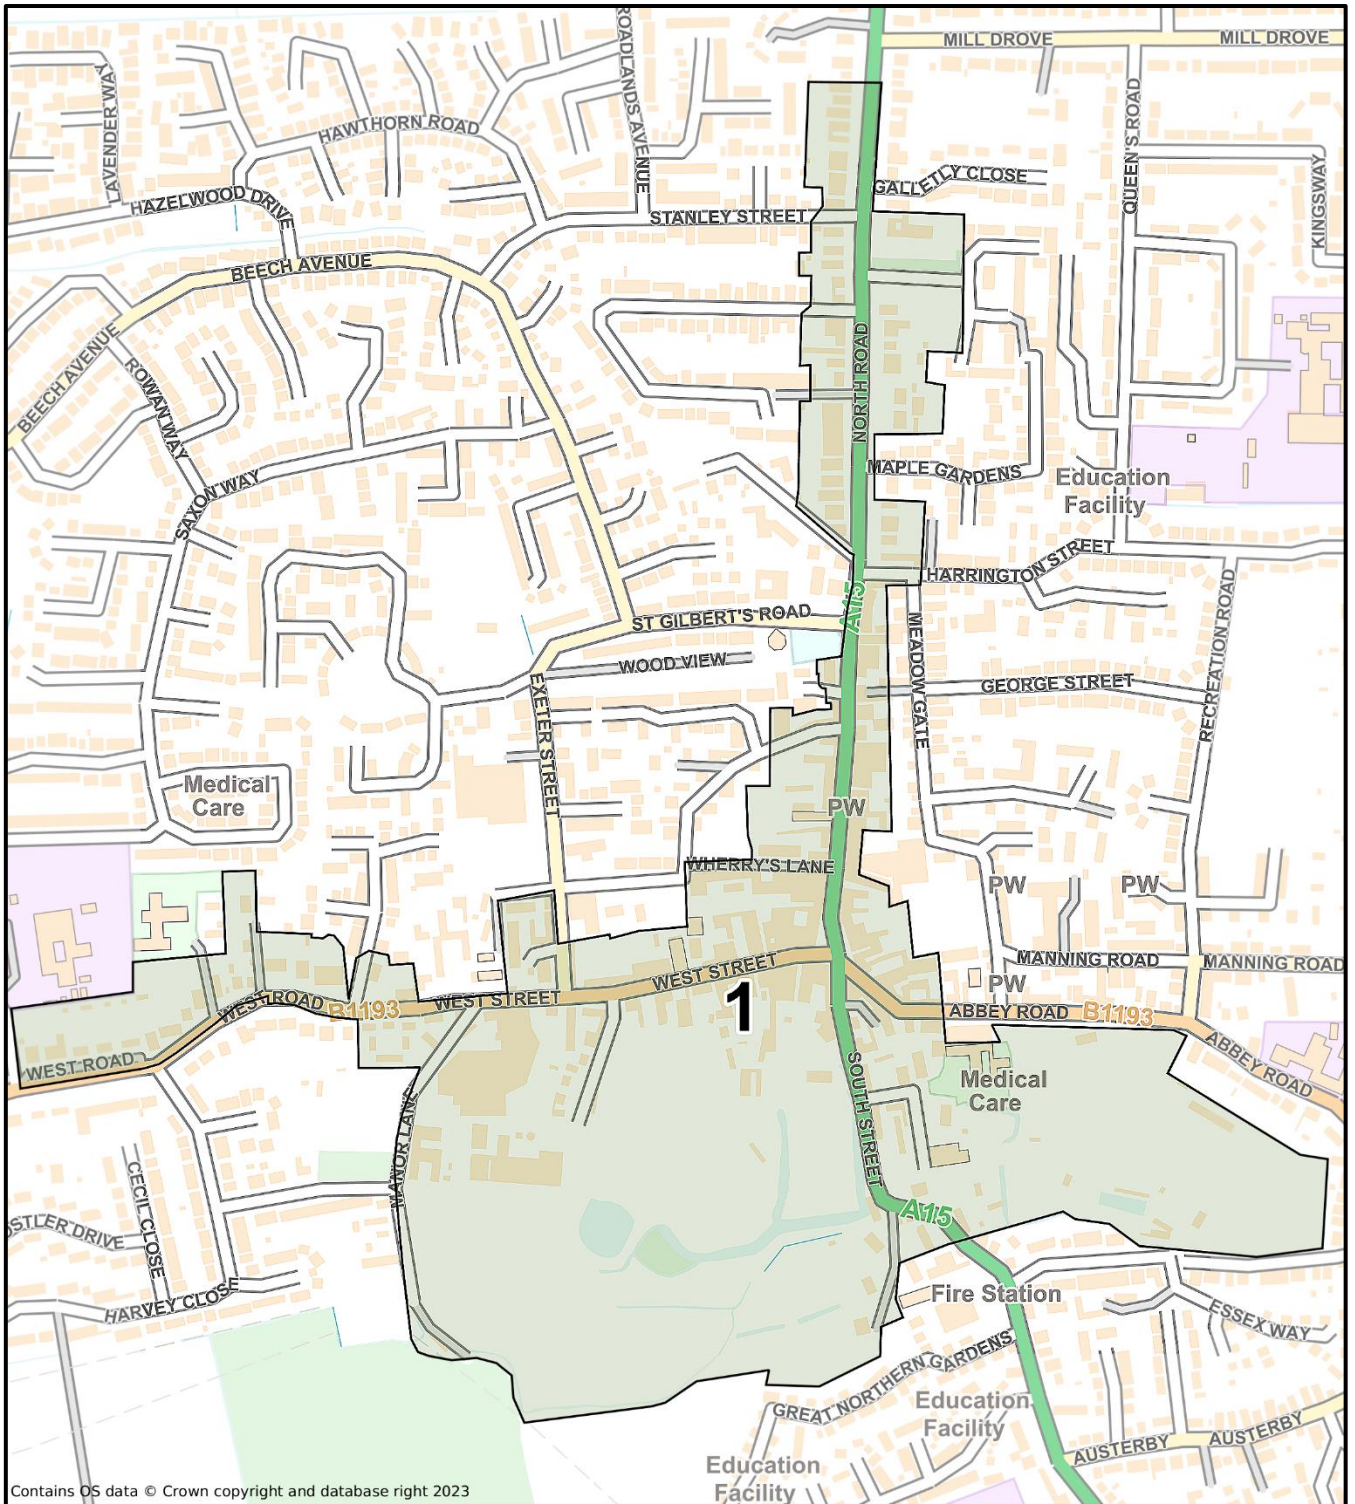 ROADLANDS AVENUE
MILL DROVE
MILL DROVE
LAVENDER WAY
HAWTHORN ROAD
QUEEN'S ROAD
KINGSWAY
GALLETLY CLOSE
HAZELWOOD DRIVE
STANLEY STREET
BEECH AVENUE
BEECH AVENUE
ROWAN WAY
NORTH ROAD
SAXON WAY
MAPLE GARDENS
Education
Facility
HARRINGTON STREET
A15
ST GILBERT'S ROAD
MEADOWGATE
RECREATION ROAD
WOOD VIEW
GEORGE STREET
EXETER STREET
Medical
Care
PW
WHERRY'S LANE
PW
PW
MANNING ROAD
MANNING ROAD
WEST STREET
PW
WEST STREET
WEST ROAD
B1193
1
ABBEY ROAD
B1193
ABBEY ROAD
WEST ROAD
SOUTH STREET
Medical
Care
MANOR LANE
CECIL CLOSE
OSTLER DRIVE
A15
HARVEY CLOSE
Fire Station
ESSEX WAY
GREAT NORTHERN GARDENS
Education
Facility
AUSTERBY
AUSTERBY
Education
Facility
Contains OS data © Crown copyright and database right 2023